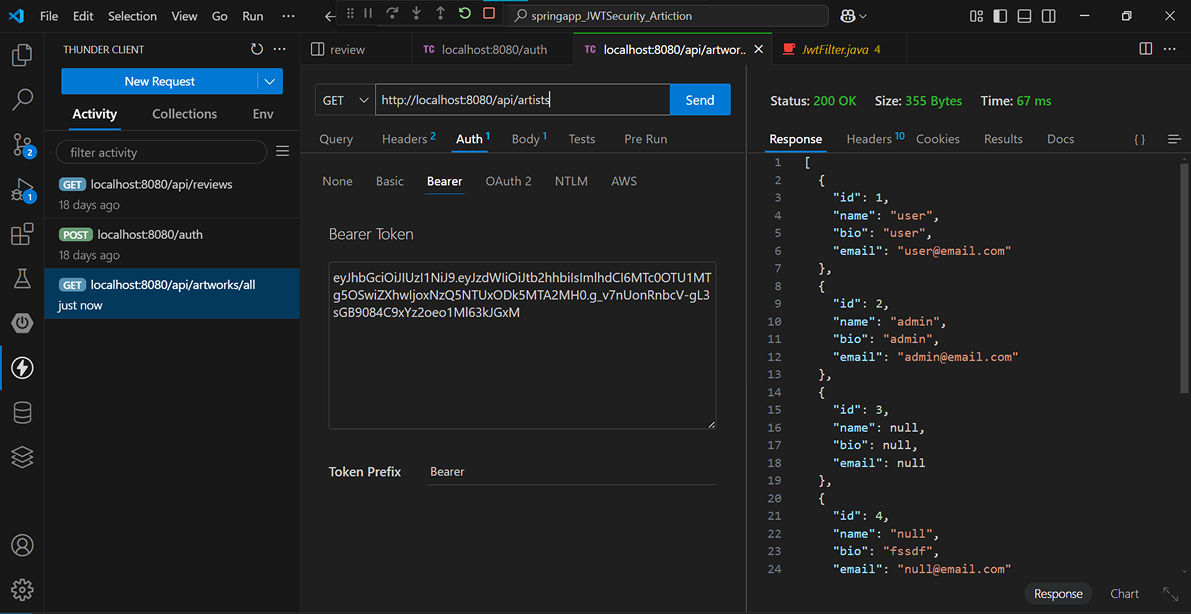 File Edit Selection View Go Run ···
springapp_JWTSecurity_Artiction
THUNDER CLIENT
New Request
Activity Collections Env
filter activity
GET localhost:8080/api/reviews
18 days ago
POST localhost:8080/auth
18 days ago
GET localhost:8080/api/artworks/all
just now
2
1
review
TC localhost:8080/auth
TC localhost:8080/api/artwor..
JwtFilter.java 4
GET http://localhost:8080/api/artists Send
Query Headers 2 Auth 1 Body 1 Tests Pre Run
None Basic Bearer OAuth 2 NTLM AWS
Bearer Token
eyJhbGciOiJIUzI1NiJ9.eyJzdWIiOiJtb2hhbiIsImlhdCI6MTc0OTU1MT
g5OSwiZXhwIjoxNzQ5NTUxODk5MTA2MH0.g_v7nUonRnbcV-gL3
sGB9084C9xYz2oeo1Ml63kJGxM
Token Prefix Bearer
Status: 200 OK Size: 355 Bytes Time: 67 ms
Response Headers 10 Cookies Results Docs { }
1 [
2 {
3 "id": 1,
4 "name": "user",
5 "bio": "user",
6 "email": "user@email.com"
7 },
8 {
9 "id": 2,
10 "name": "admin",
11 "bio": "admin",
12 "email": "admin@email.com"
13 },
14 {
15 "id": 3,
16 "name": null,
17 "bio": null,
18 "email": null
19 },
20 {
21 "id": 4,
22 "name": "null",
23 "bio": "fssdf",
24 "email": "null@email.com"
Response Chart